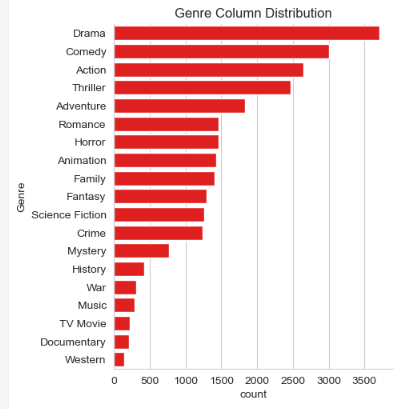 Genre Column Distribution
Drama
Comedy
Action
Thriller
Adventure
Romance
Horror
Animation
Family
Fantasy
Science Fiction
Crime
Mystery
History
War
Music
TV Movie
Documentary
Western
Genre
0 500 1000 1500 2000 2500 3000 3500
count